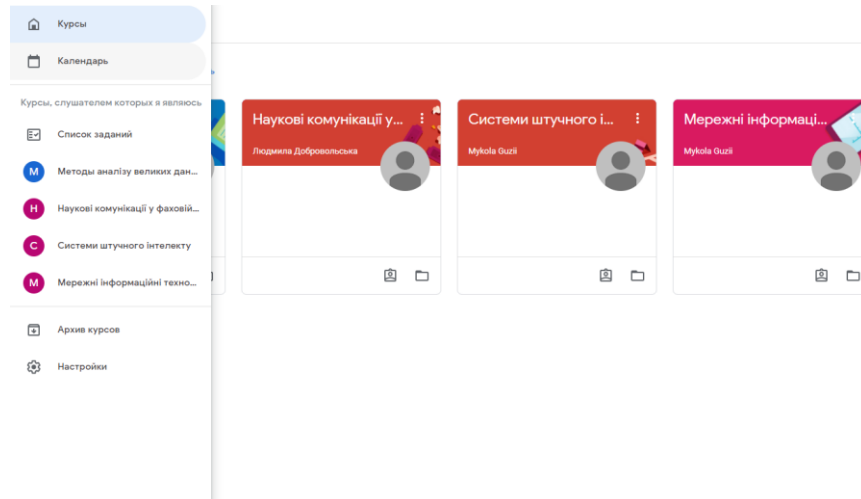 Курсы
Календарь
Курсы, слушателем которых я являюсь
Список заданий
М
Методы аналізу великих дан...
Н
Наукові комунікації у фаховій...
С
Системи штучного інтелекту
М
Мережні інформаційні техно...
Архив курсов
Настройки
Наукові комунікації у...
Людмила Добровольська
Системи штучного і...
Mykola Guzii
Мережні інформаці...
Mykola Guzii